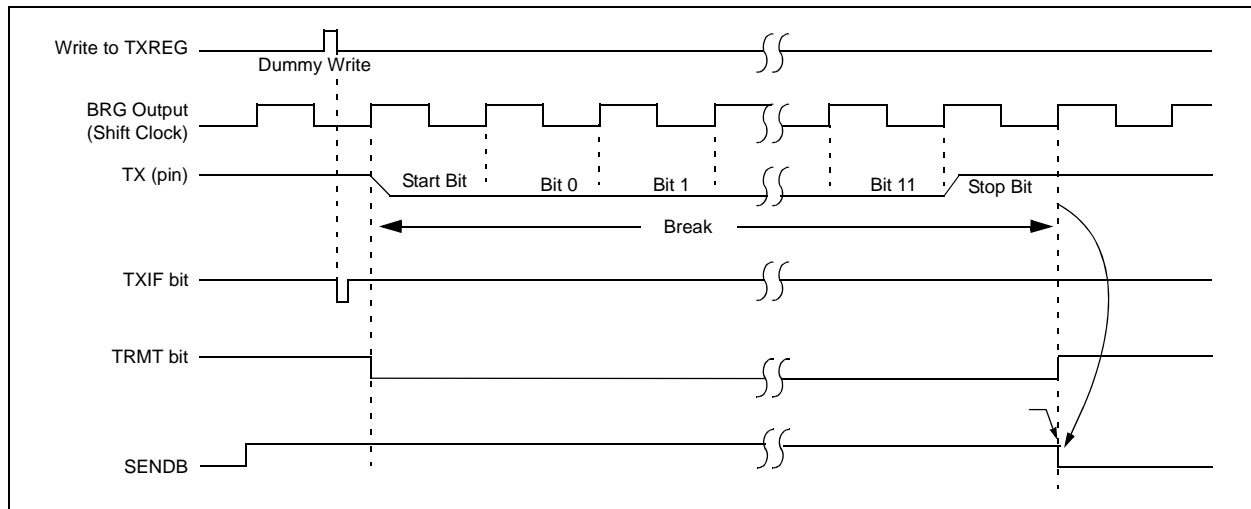 Write to TXREG
Dummy Write
BRG Output
(Shift Clock)
TX (pin)
Start Bit
Bit 0
Bit 1
Bit 11
Stop Bit
Break
TXIF bit
TRMT bit
SENDB